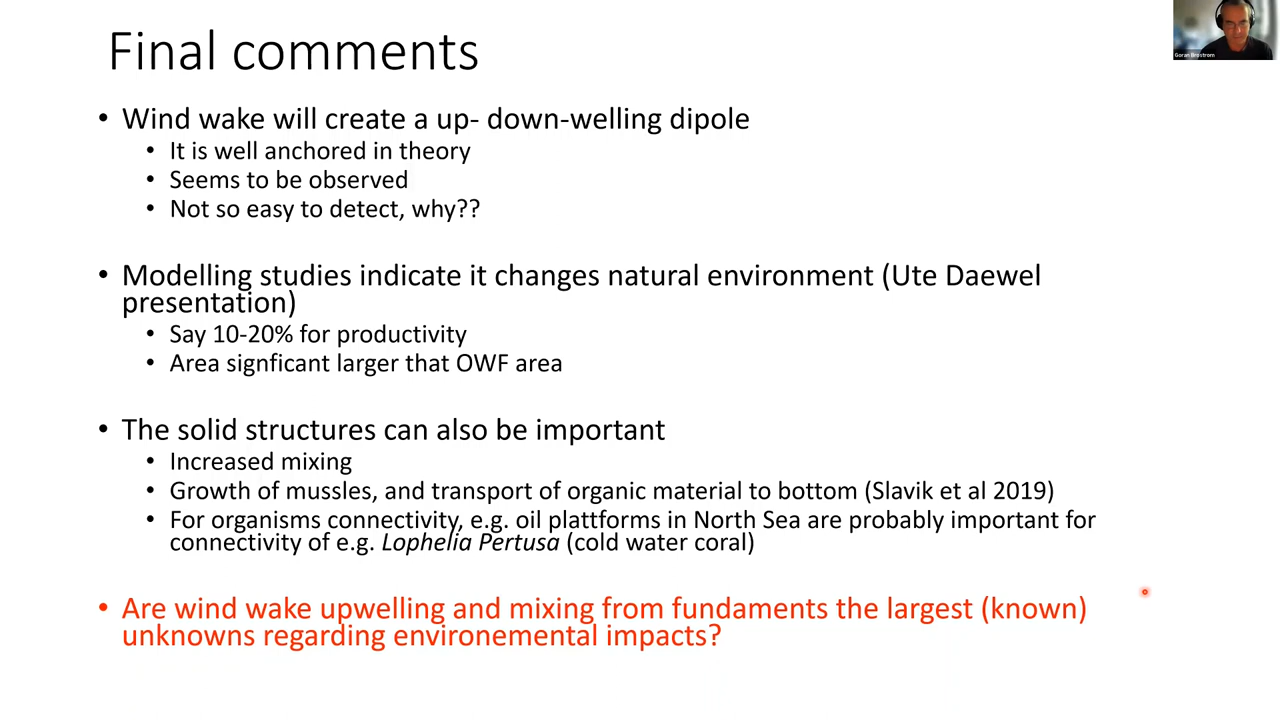 Final comments
Goran Brostrom
• Wind wake will create a up- down-welling dipole
• It is well anchored in theory
• Seems to be observed
• Not so easy to detect, why??
• Modelling studies indicate it changes natural environment (Ute Daewel
presentation)
• Say 10-20% for productivity
• Area signficant larger that OWF area
• The solid structures can also be important
• Increased mixing
• Growth of mussles, and transport of organic material to bottom (Slavik et al 2019)
• For organisms connectivity, e.g. oil plattforms in North Sea are probably important for
connectivity of e.g. Lophelia Pertusa (cold water coral)
• Are wind wake upwelling and mixing from fundaments the largest (known)
unknowns regarding environemental impacts?